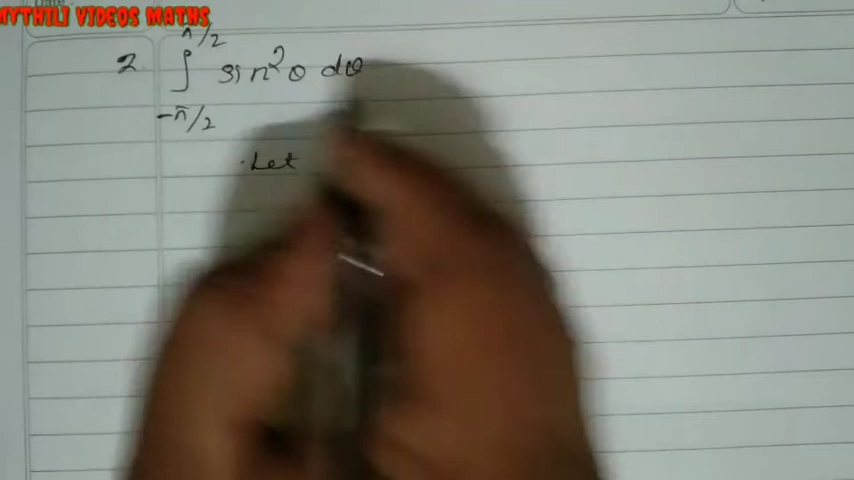 MYTHILI VIDEOS MATHS
2 ∫_{-π/2}^{π/2} sin²θ dθ
Let